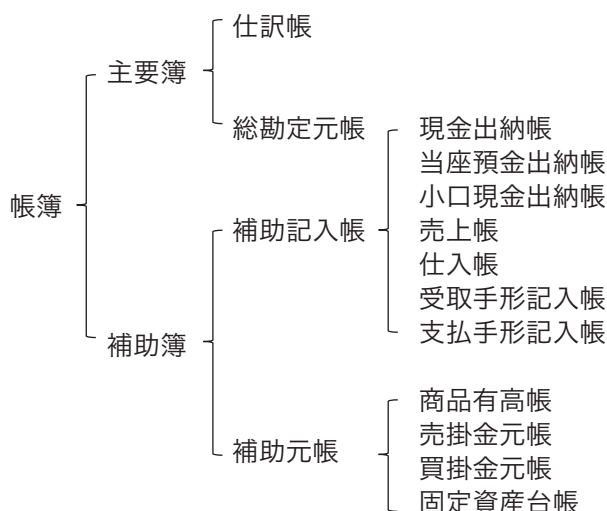 帳簿
主要簿
仕訳帳
総勘定元帳
補助簿
補助記入帳
現金出納帳
当座預金出納帳
小口現金出納帳
売上帳
仕入帳
受取手形記入帳
支払手形記入帳
補助元帳
商品有高帳
売掛金元帳
買掛金元帳
固定資産台帳